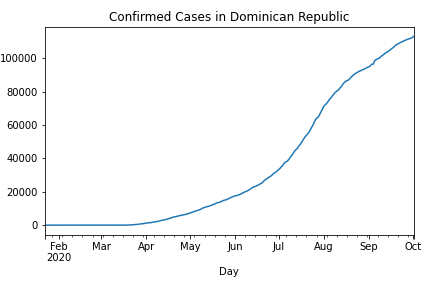 Confirmed Cases in Dominican Republic
100000
80000
60000
40000
20000
0
Feb Mar Apr May Jun Jul Aug Sep Oct
2020
Day